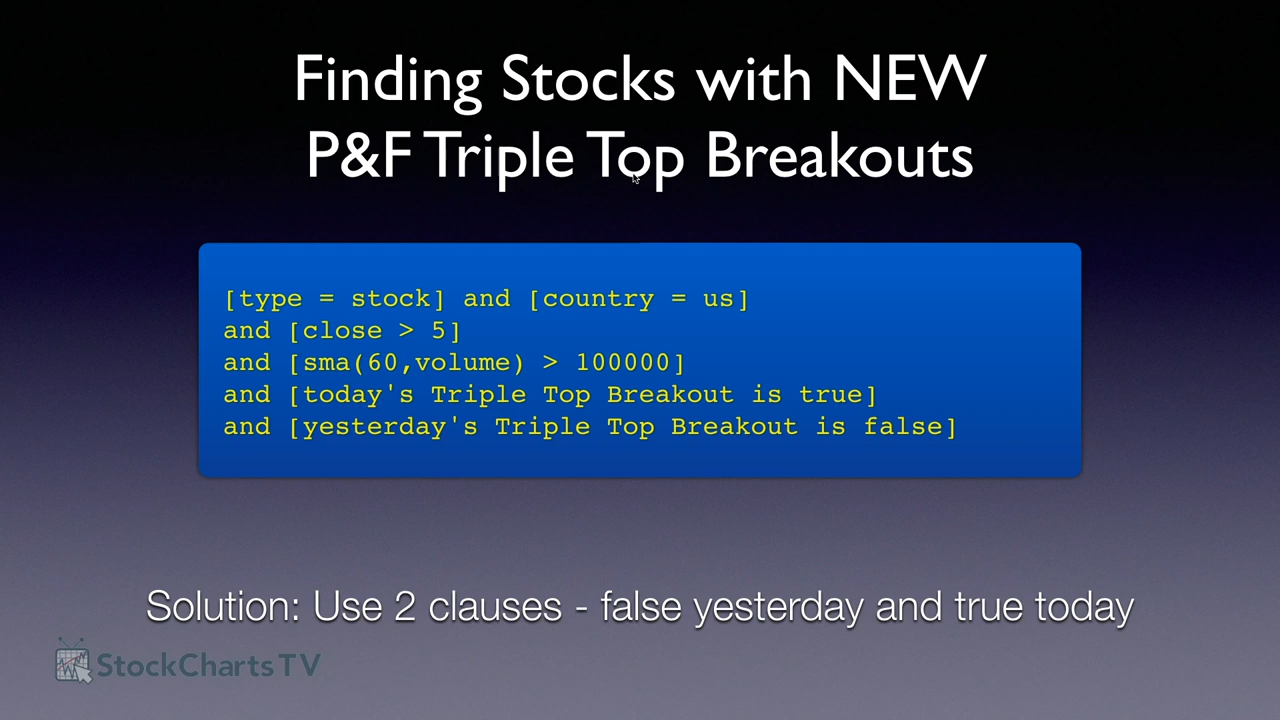 Finding Stocks with NEW
P&F Triple Top Breakouts
[type = stock] and [country = us]
and [close > 5]
and [sma(60,volume) > 100000]
and [today's Triple Top Breakout is true]
and [yesterday's Triple Top Breakout is false]
Solution: Use 2 clauses - false yesterday and true today
StockChartsTV